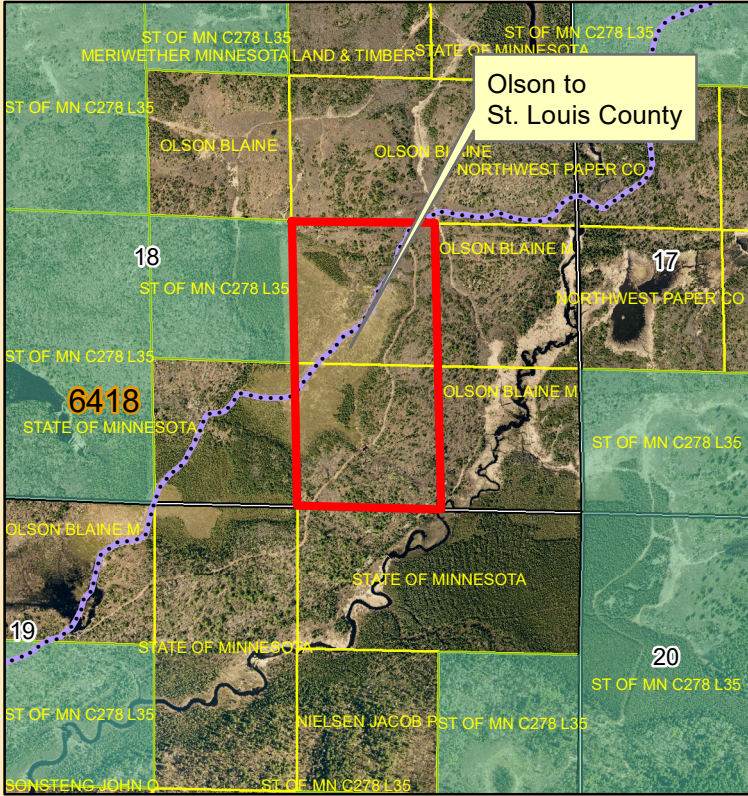 ST OF MN C278 L35
ST OF MN C278 L35
MERIWETHER MINNESOTA LAND & TIMBER
STATE OF MINNESOTA
Olson to
St. Louis County
ST OF MN C278 L35
OLSON BLAINE
OLSON BLAINE
NORTHWEST PAPER CO
18
OLSON BLAINE M
17
ST OF MN C278 L35
NORTHWEST PAPER CO
ST OF MN C278 L35
6418
OLSON BLAINE M
STATE OF MINNESOTA
ST OF MN C278 L35
OLSON BLAINE M
STATE OF MINNESOTA
19
STATE OF MINNESOTA
20
ST OF MN C278 L35
ST OF MN C278 L35
NIELSEN JACOB P
ST OF MN C278 L35
SONSTENG JOHN O
ST OF MN C278 L35